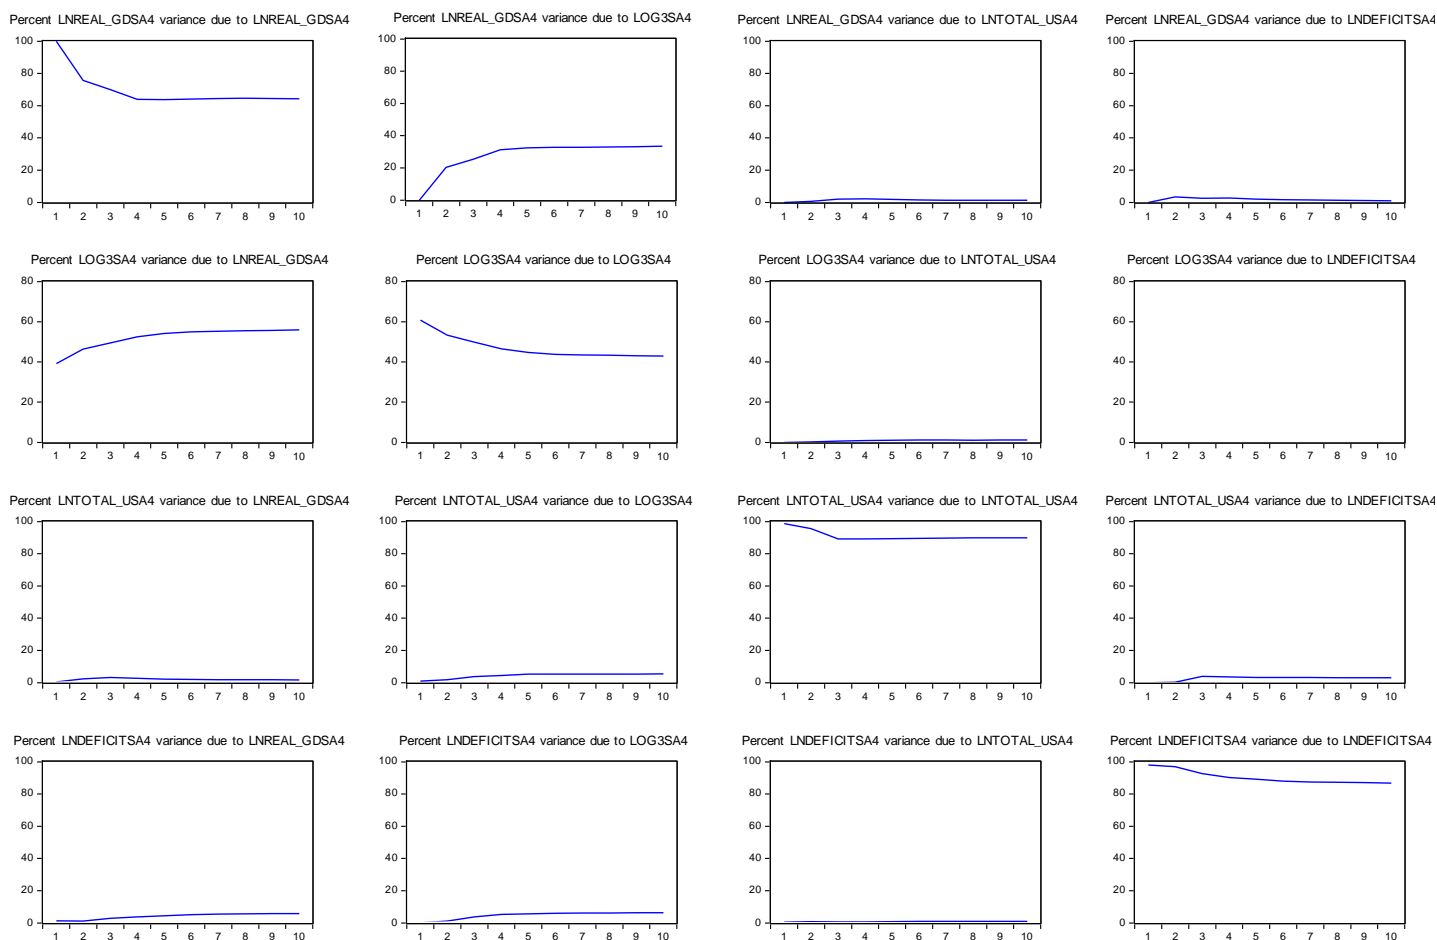 Percent LNREAL_GDSA4 variance due to LNREAL_GDSA4
100
80
60
40
20
0
1 2 3 4 5 6 7 8 9 10
Percent LNREAL_GDSA4 variance due to LOG3SA4
100
80
60
40
20
0
1 2 3 4 5 6 7 8 9 10
Percent LNREAL_GDSA4 variance due to LNTOTAL_USA4
100
80
60
40
20
0
1 2 3 4 5 6 7 8 9 10
Percent LNREAL_GDSA4 variance due to LNDEFICITSA4
100
80
60
40
20
0
1 2 3 4 5 6 7 8 9 10
Percent LOG3SA4 variance due to LNREAL_GDSA4
80
60
40
20
0
1 2 3 4 5 6 7 8 9 10
Percent LOG3SA4 variance due to LOG3SA4
80
60
40
20
0
1 2 3 4 5 6 7 8 9 10
Percent LOG3SA4 variance due to LNTOTAL_USA4
80
60
40
20
0
1 2 3 4 5 6 7 8 9 10
Percent LOG3SA4 variance due to LNDEFICITSA4
80
60
40
20
0
1 2 3 4 5 6 7 8 9 10
Percent LNTOTAL_USA4 variance due to LNREAL_GDSA4
100
80
60
40
20
0
1 2 3 4 5 6 7 8 9 10
Percent LNTOTAL_USA4 variance due to LOG3SA4
100
80
60
40
20
0
1 2 3 4 5 6 7 8 9 10
Percent LNTOTAL_USA4 variance due to LNTOTAL_USA4
100
80
60
40
20
0
1 2 3 4 5 6 7 8 9 10
Percent LNTOTAL_USA4 variance due to LNDEFICITSA4
100
80
60
40
20
0
1 2 3 4 5 6 7 8 9 10
Percent LNDEFICITSA4 variance due to LNREAL_GDSA4
100
80
60
40
20
0
1 2 3 4 5 6 7 8 9 10
Percent LNDEFICITSA4 variance due to LOG3SA4
100
80
60
40
20
0
1 2 3 4 5 6 7 8 9 10
Percent LNDEFICITSA4 variance due to LNTOTAL_USA4
100
80
60
40
20
0
1 2 3 4 5 6 7 8 9 10
Percent LNDEFICITSA4 variance due to LNDEFICITSA4
100
80
60
40
20
0
1 2 3 4 5 6 7 8 9 10